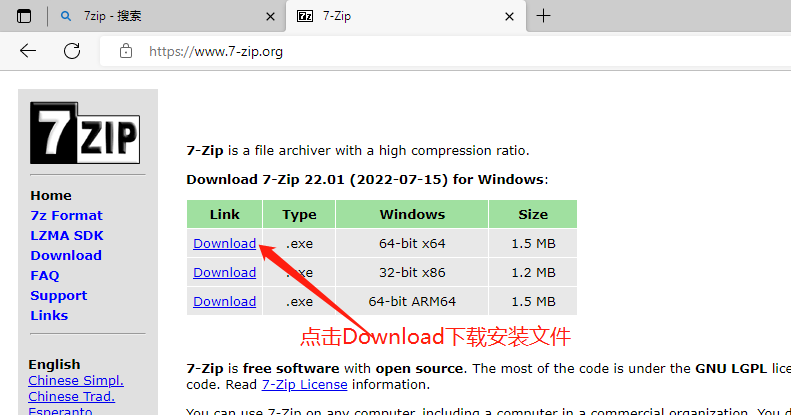 7zip - 搜索
7-Zip
https://www.7-zip.org
7ZIP
Home
7z Format
LZMA SDK
Download
FAQ
Support
Links
English
Chinese Simpl.
Chinese Trad.
Esperanto
7-Zip is a file archiver with a high compression ratio.
Download 7-Zip 22.01 (2022-07-15) for Windows:
Link Type Windows Size
Download .exe 64-bit x64 1.5 MB
Download .exe 32-bit x86 1.2 MB
Download .exe 64-bit ARM64 1.5 MB
点击Download下载安装文件
7-Zip is free software with open source. The most of the code is under the GNU LGPL lice
code. Read 7-Zip License information.
You can use 7-Zip on any computer, including a computer in a commercial organization. You d